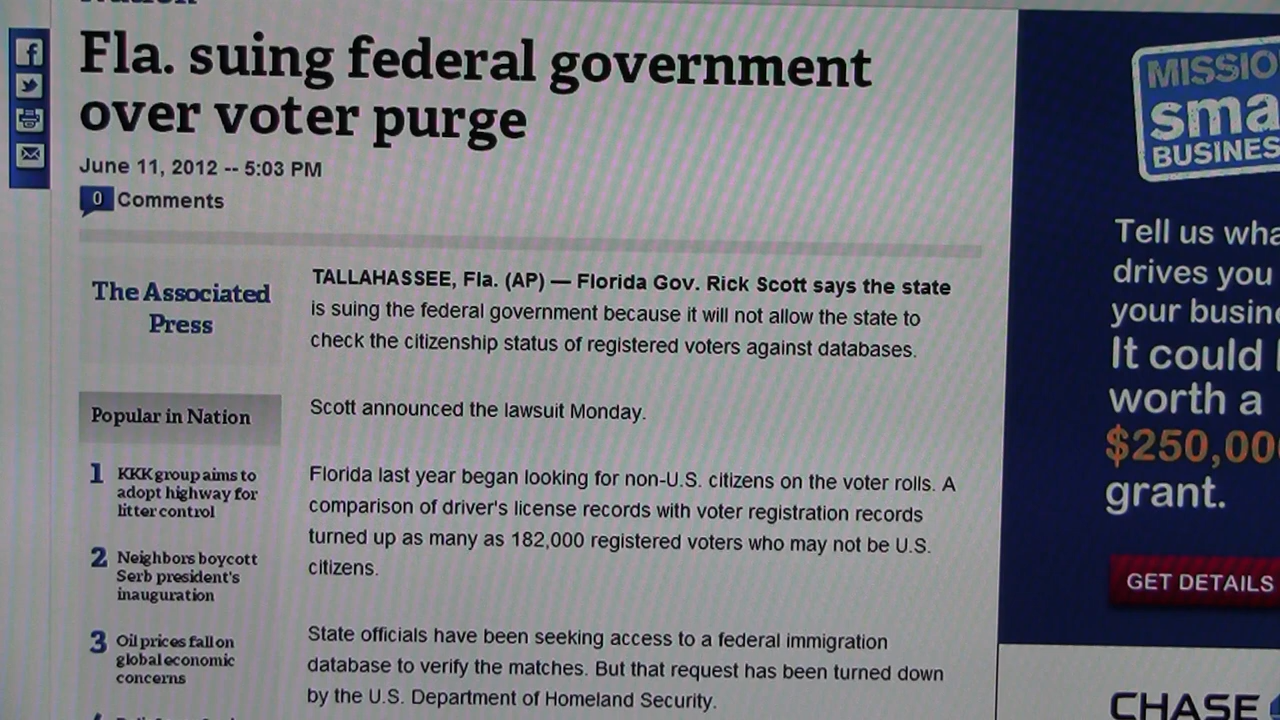 Fla. suing federal government
over voter purge
June 11, 2012 -- 5:03 PM
0 Comments
The Associated
Press
TALLAHASSEE, Fla. (AP) — Florida Gov. Rick Scott says the state
is suing the federal government because it will not allow the state to
check the citizenship status of registered voters against databases.
Scott announced the lawsuit Monday.
Florida last year began looking for non-U.S. citizens on the voter rolls. A
comparison of driver's license records with voter registration records
turned up as many as 182,000 registered voters who may not be U.S.
citizens.
State officials have been seeking access to a federal immigration
database to verify the matches. But that request has been turned down
by the U.S. Department of Homeland Security.
Popular in Nation
1 KKK group aims to
adopt highway for
litter control
2 Neighbors boycott
Serb president's
inauguration
3 Oil prices fall on
global economic
concerns
MISSIO
sma
BUSINES
Tell us wha
drives you
your busine
It could
worth a
$250,00
grant.
GET DETAILS
CHASE